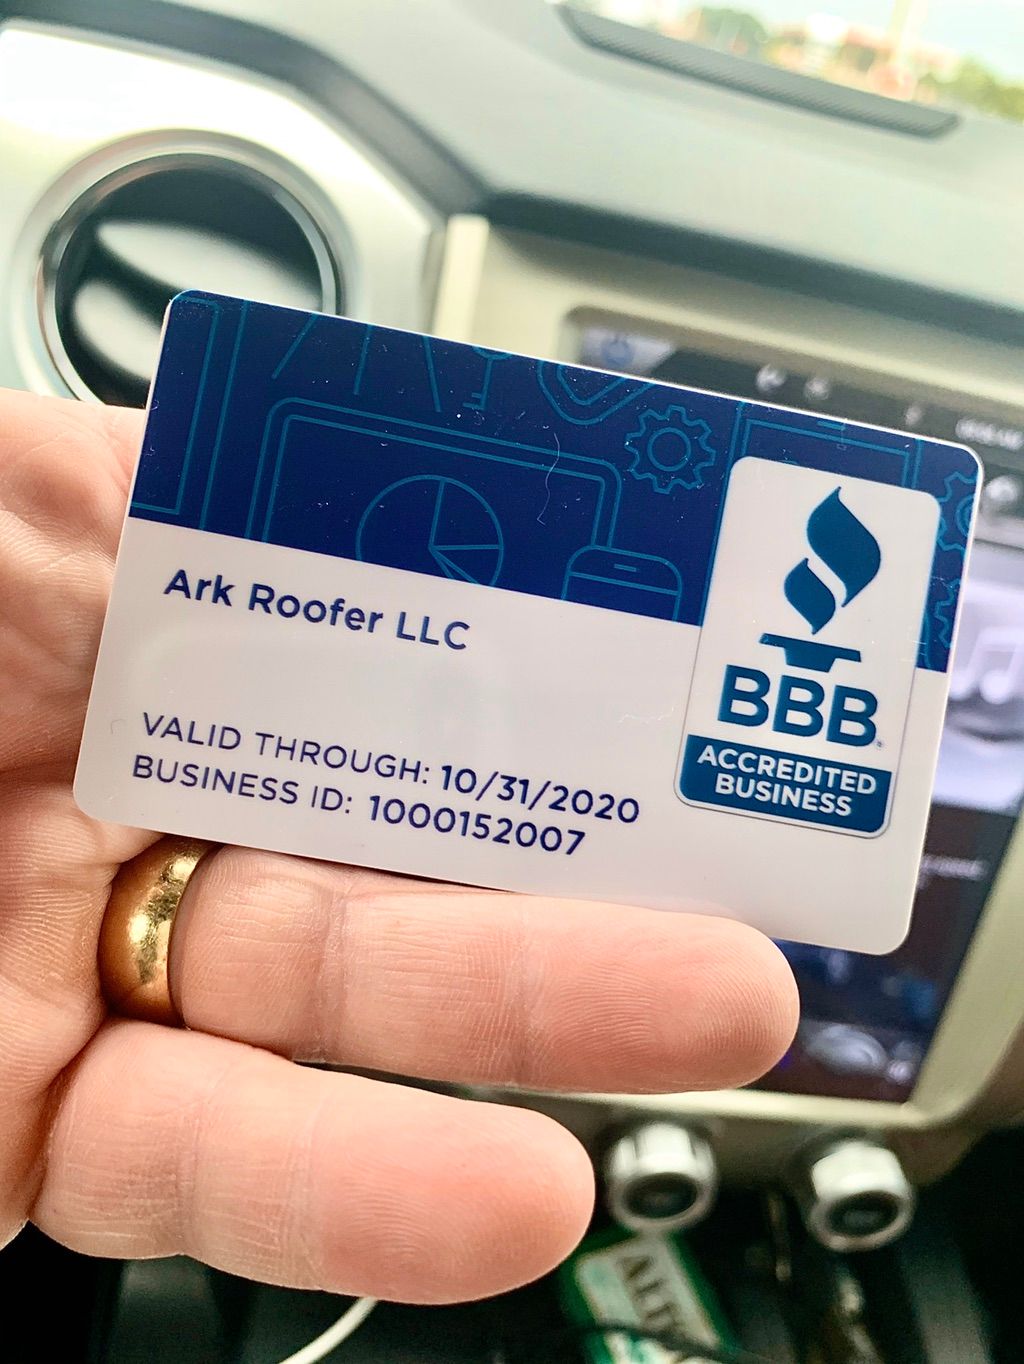 Ark Roofer LLC
VALID THROUGH: 10/31/2020
BUSINESS ID: 1000152007
BBB
ACCREDITED
BUSINESS